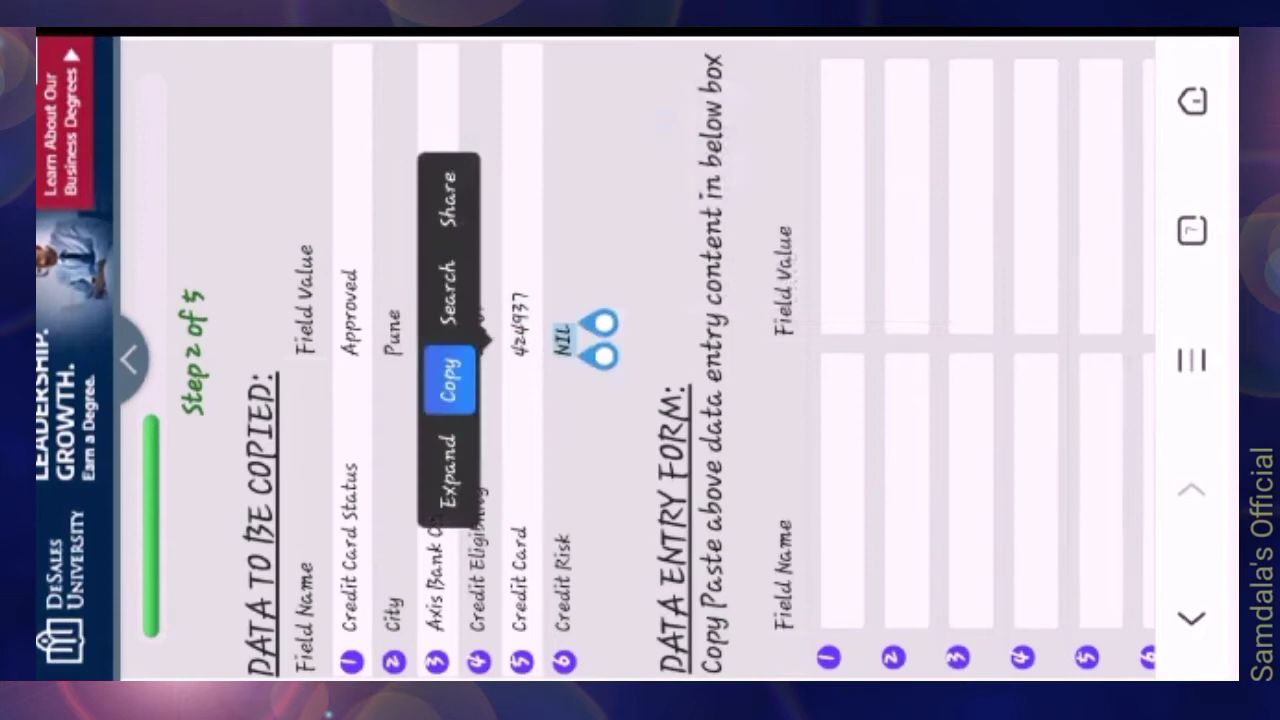 DESALES
UNIVERSITY
LEADERSHIP.
GROWTH.
Earn a Degree.
Learn About Our
Business Degrees
Step 2 of 5
DATA TO BE COPIED:
Field Name Field Value
1 Credit Card Status Approved
2 City Pune
3 Axis Bank
4 Credit
5 Credit Card 424937
6 Credit Risk NIL
Expand Copy Search Share
DATA ENTRY FORM:
Copy Paste above data entry content in below box
Field Name Field Value
1
2
3
4
5
6
7
Samdala's Official